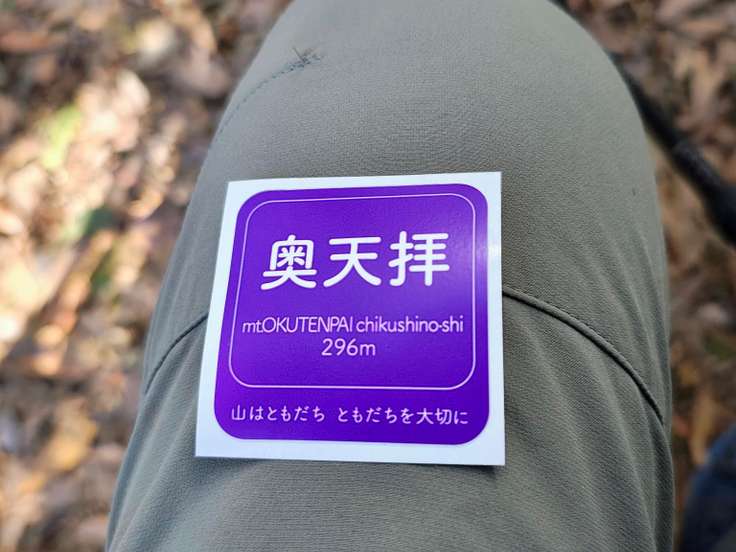 奥天拝
mt.OKUTENPAI chikushino-shi
296m
山はともだち ともだちを大切に